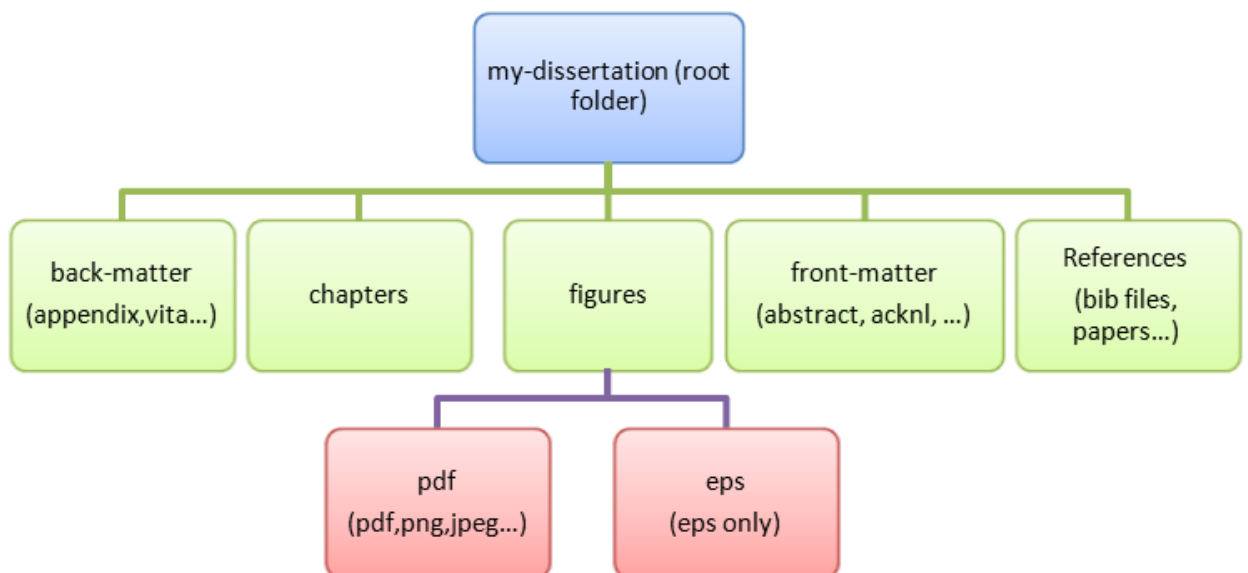 my-dissertation (root
folder)
back-matter
(appendix,vita…)
chapters
figures
front-matter
(abstract, acknl, …)
References
(bib files,
papers…)
pdf
(pdf,png,jpeg…)
eps
(eps only)